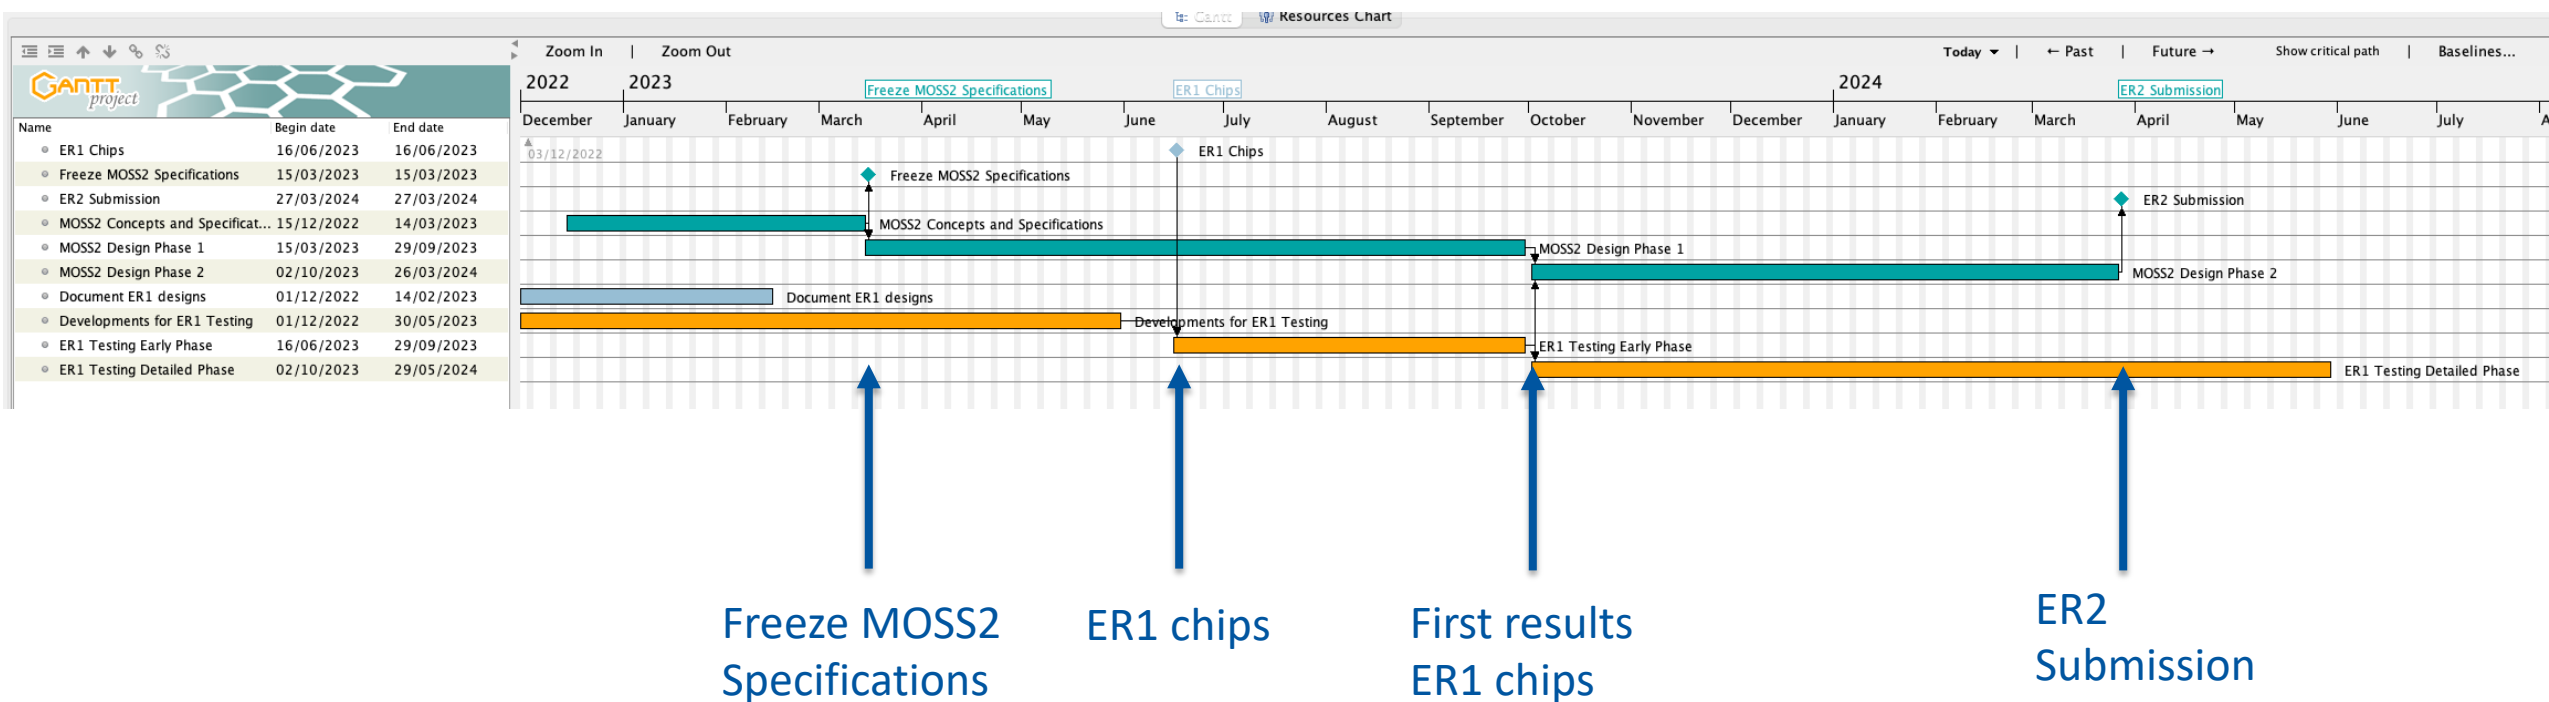 Gantt Resources Chart
Zoom In | Zoom Out Today | ← Past | Future → Show critical path | Baselines...
GANTT project
2022 2023 2024
Freeze MOSS2 Specifications ER1 Chips ER2 Submission
December January February March April May June July August September October November December January February March April May June July A
Name Begin date End date
03/12/2022
ER1 Chips 16/06/2023 16/06/2023 ER1 Chips
Freeze MOSS2 Specifications 15/03/2023 15/03/2023 Freeze MOSS2 Specifications
ER2 Submission 27/03/2024 27/03/2024 ER2 Submission
MOSS2 Concepts and Specificat... 15/12/2022 14/03/2023 MOSS2 Concepts and Specifications
MOSS2 Design Phase 1 15/03/2023 29/09/2023 MOSS2 Design Phase 1
MOSS2 Design Phase 2 02/10/2023 26/03/2024 MOSS2 Design Phase 2
Document ER1 designs 01/12/2022 14/02/2023 Document ER1 designs
Developments for ER1 Testing 01/12/2022 30/05/2023 Developments for ER1 Testing
ER1 Testing Early Phase 16/06/2023 29/09/2023 ER1 Testing Early Phase
ER1 Testing Detailed Phase 02/10/2023 29/05/2024 ER1 Testing Detailed Phase
Freeze MOSS2
Specifications
ER1 chips
First results
ER1 chips
ER2
Submission